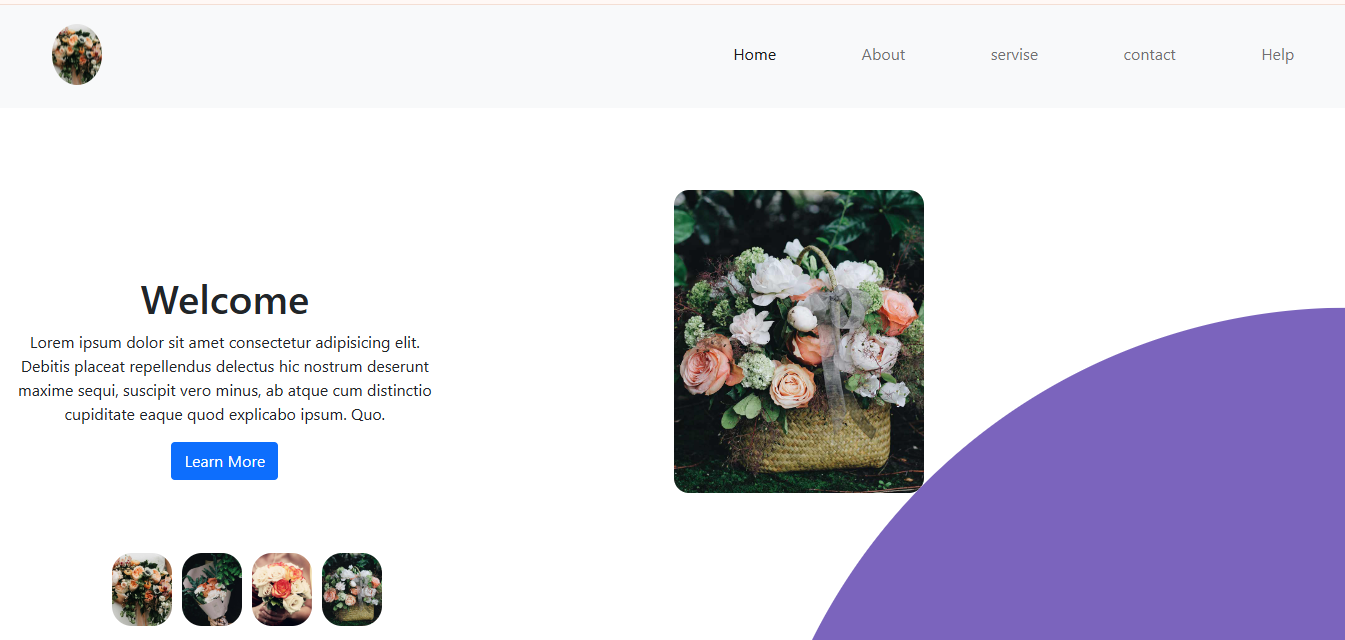 Home
About
servise
contact
Help
Welcome
Lorem ipsum dolor sit amet consectetur adipisicing elit.
Debitis placeat repellendus delectus hic nostrum deserunt
maxime sequi, suscipit vero minus, ab atque cum distinctio
cupiditate eaque quod explicabo ipsum. Quo.
Learn More